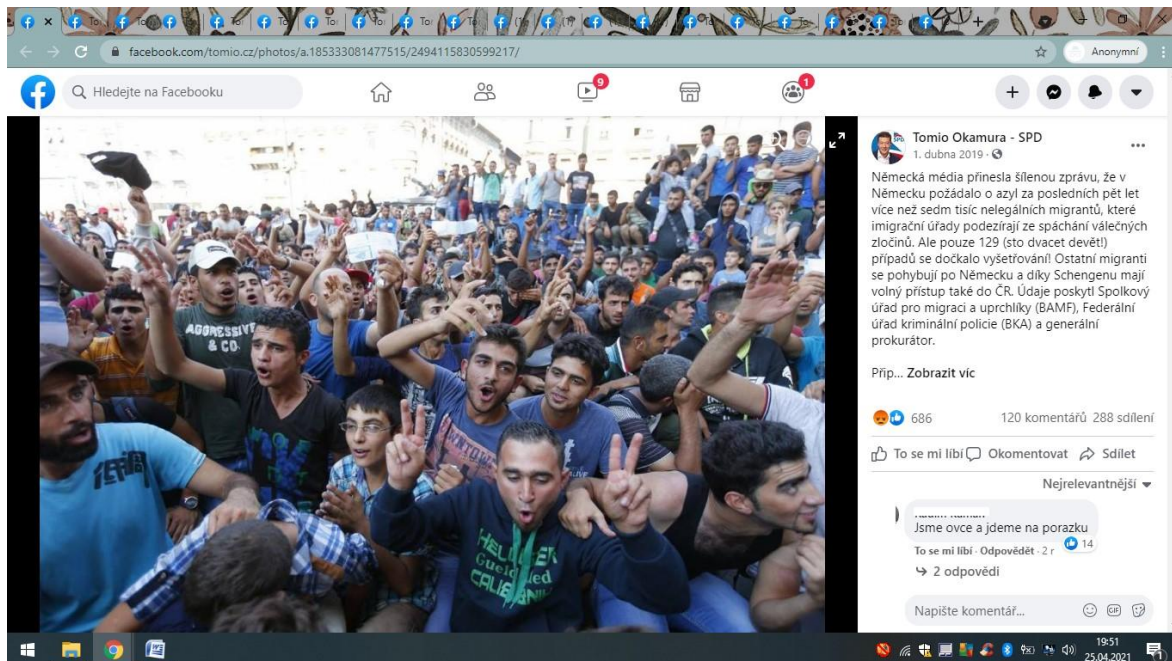 facebook.com/tomio.cz/photos/a.185333081477515/2494115830599217/
Anonymní
Hledejte na Facebooku
9
1
Tomio Okamura - SPD
1. dubna 2019
Německá média přinesla šílenou zprávu, že v
Německu požádalo o azyl za posledních pět let
více než sedm tisíc nelegálních migrantů, které
imigrační úřady podezírají ze spáchání válečných
zločinů. Ale pouze 129 (sto dvacet devět!)
případů se dočkalo vyšetřování! Ostatní migranti
se pohybují po Německu a díky Schengenu mají
volný přístup také do ČR. Údaje poskytl Spolkový
úřad pro migraci a uprchlíky (BAMF), Federální
úřad kriminální policie (BKA) a generální
prokurátor.
Přip... Zobrazit víc
686
120 komentářů 288 sdílení
To se mi líbí Okomentovat Sdílet
Nejrelevantnější
Jsme ovce a jdeme na porazku
14
To se mi líbí · Odpovědět · 2 r
2 odpovědi
Napište komentář...
GIF
AGGRESSIVE
& CO.
DOWNTOWN
19:51
25.04.2021